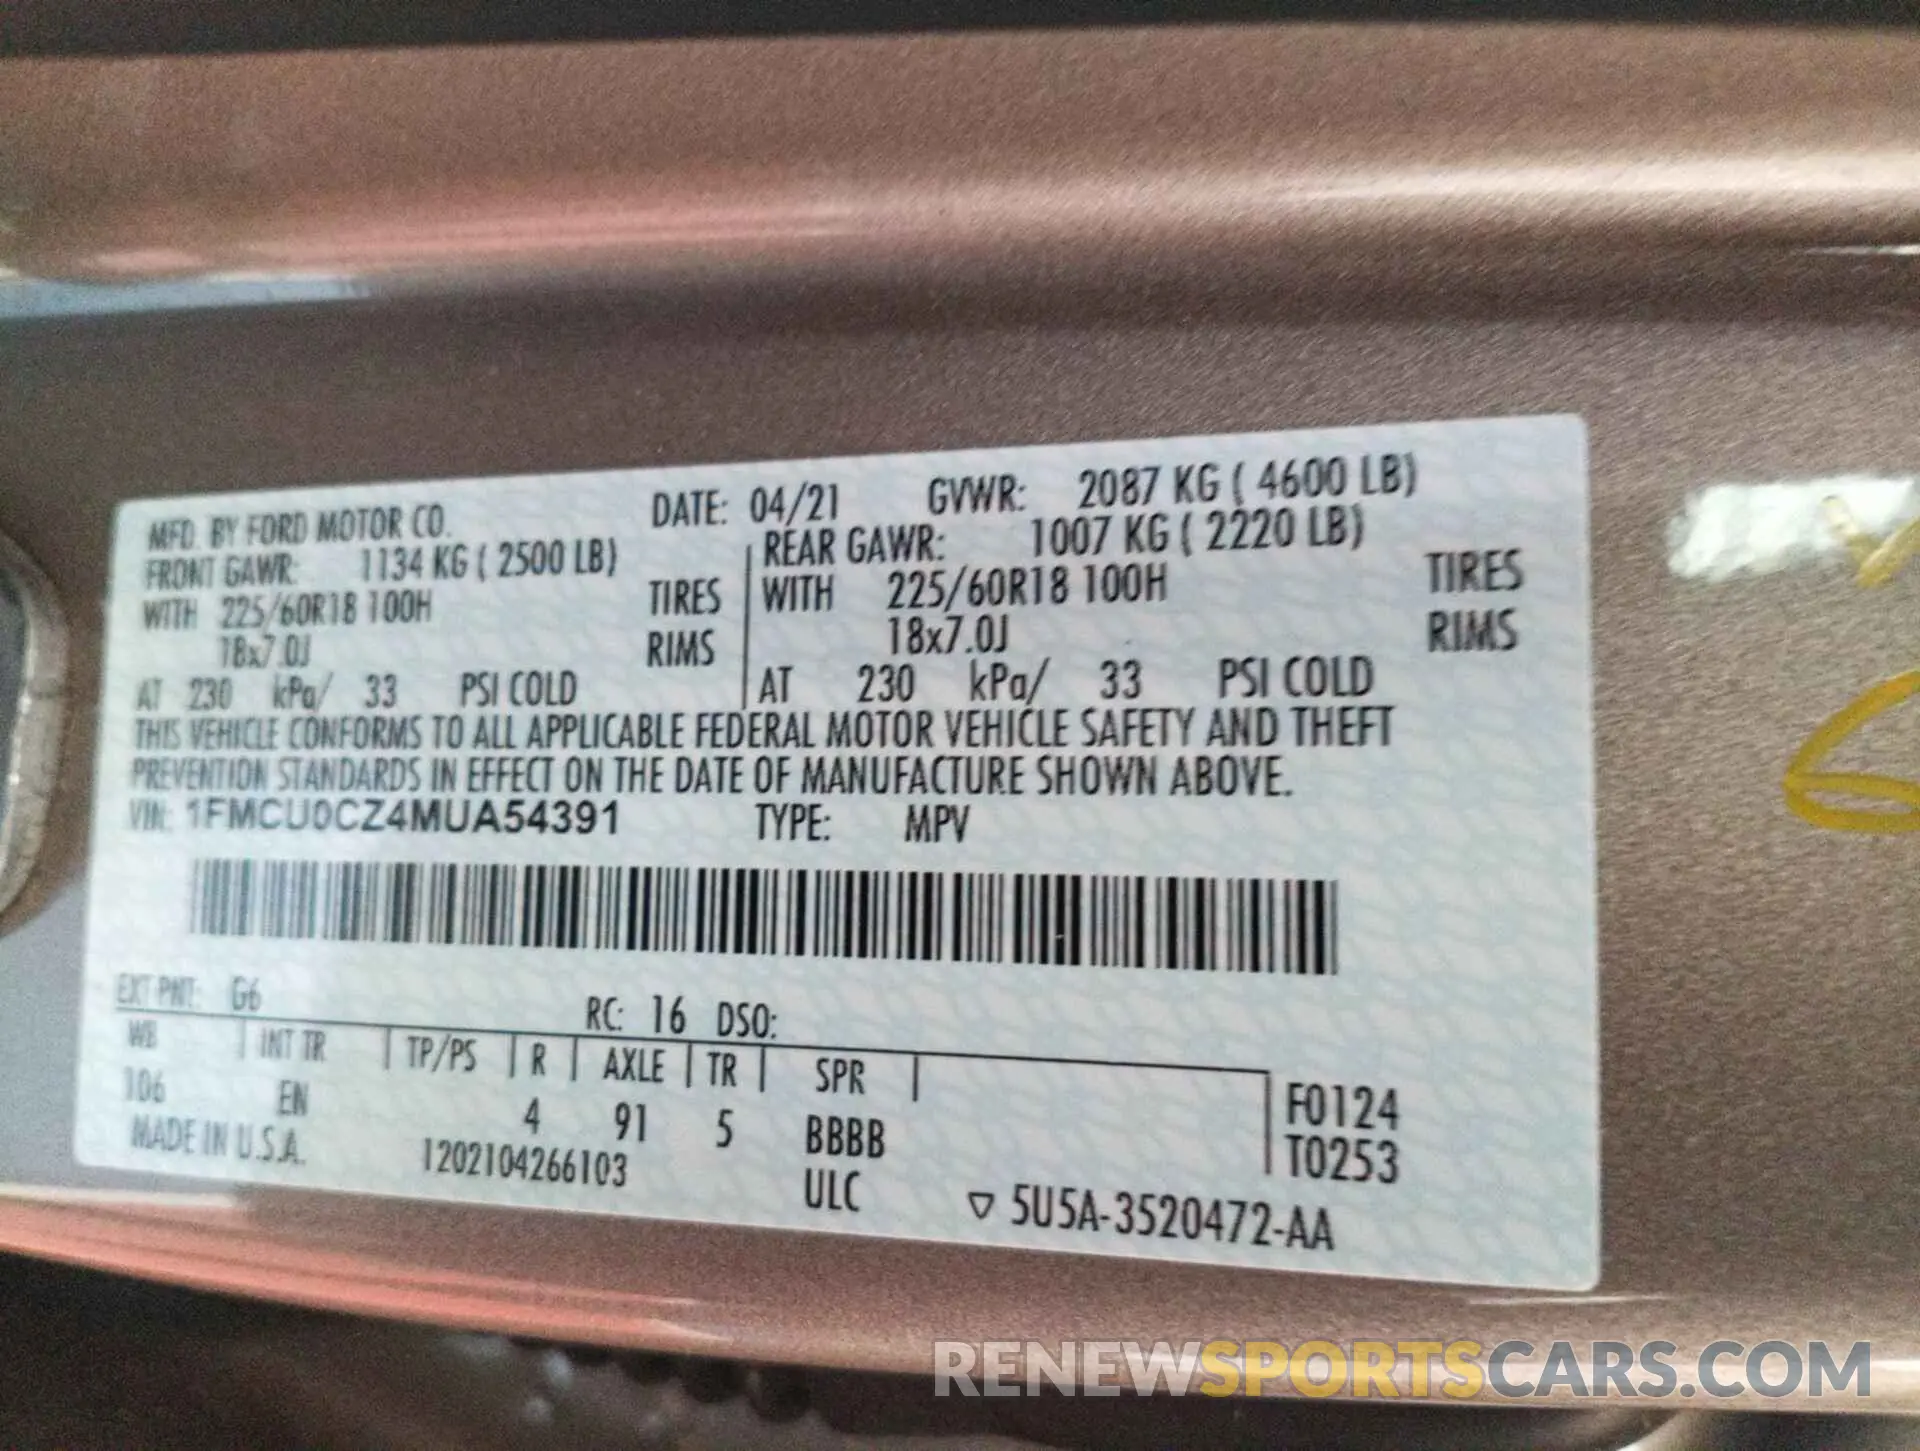 MFD. BY FORD MOTOR CO. DATE: 04/21 GVWR: 2087 KG ( 4600 LB)
FRONT GAWR: 1134 KG ( 2500 LB) REAR GAWR: 1007 KG ( 2220 LB)
WITH 225/60R18 100H TIRES WITH 225/60R18 100H TIRES
18x7.0J RIMS 18x7.0J RIMS
AT 230 kPa/ 33 PSI COLD AT 230 kPa/ 33 PSI COLD
THIS VEHICLE CONFORMS TO ALL APPLICABLE FEDERAL MOTOR VEHICLE SAFETY AND THEFT
PREVENTION STANDARDS IN EFFECT ON THE DATE OF MANUFACTURE SHOWN ABOVE.
VIN: 1FMCU0CZ4MUA54391 TYPE: MPV
EXT PNT: G6 RC: 16 DSO:
WB INT TR TP/PS R AXLE TR SPR
106 EN 4 91 5 BBBB F0124
MADE IN U.S.A. 1202104266103 ULC T0253
▽ 5U5A-3520472-AA
6
RENEWSPORTSCARS.COM